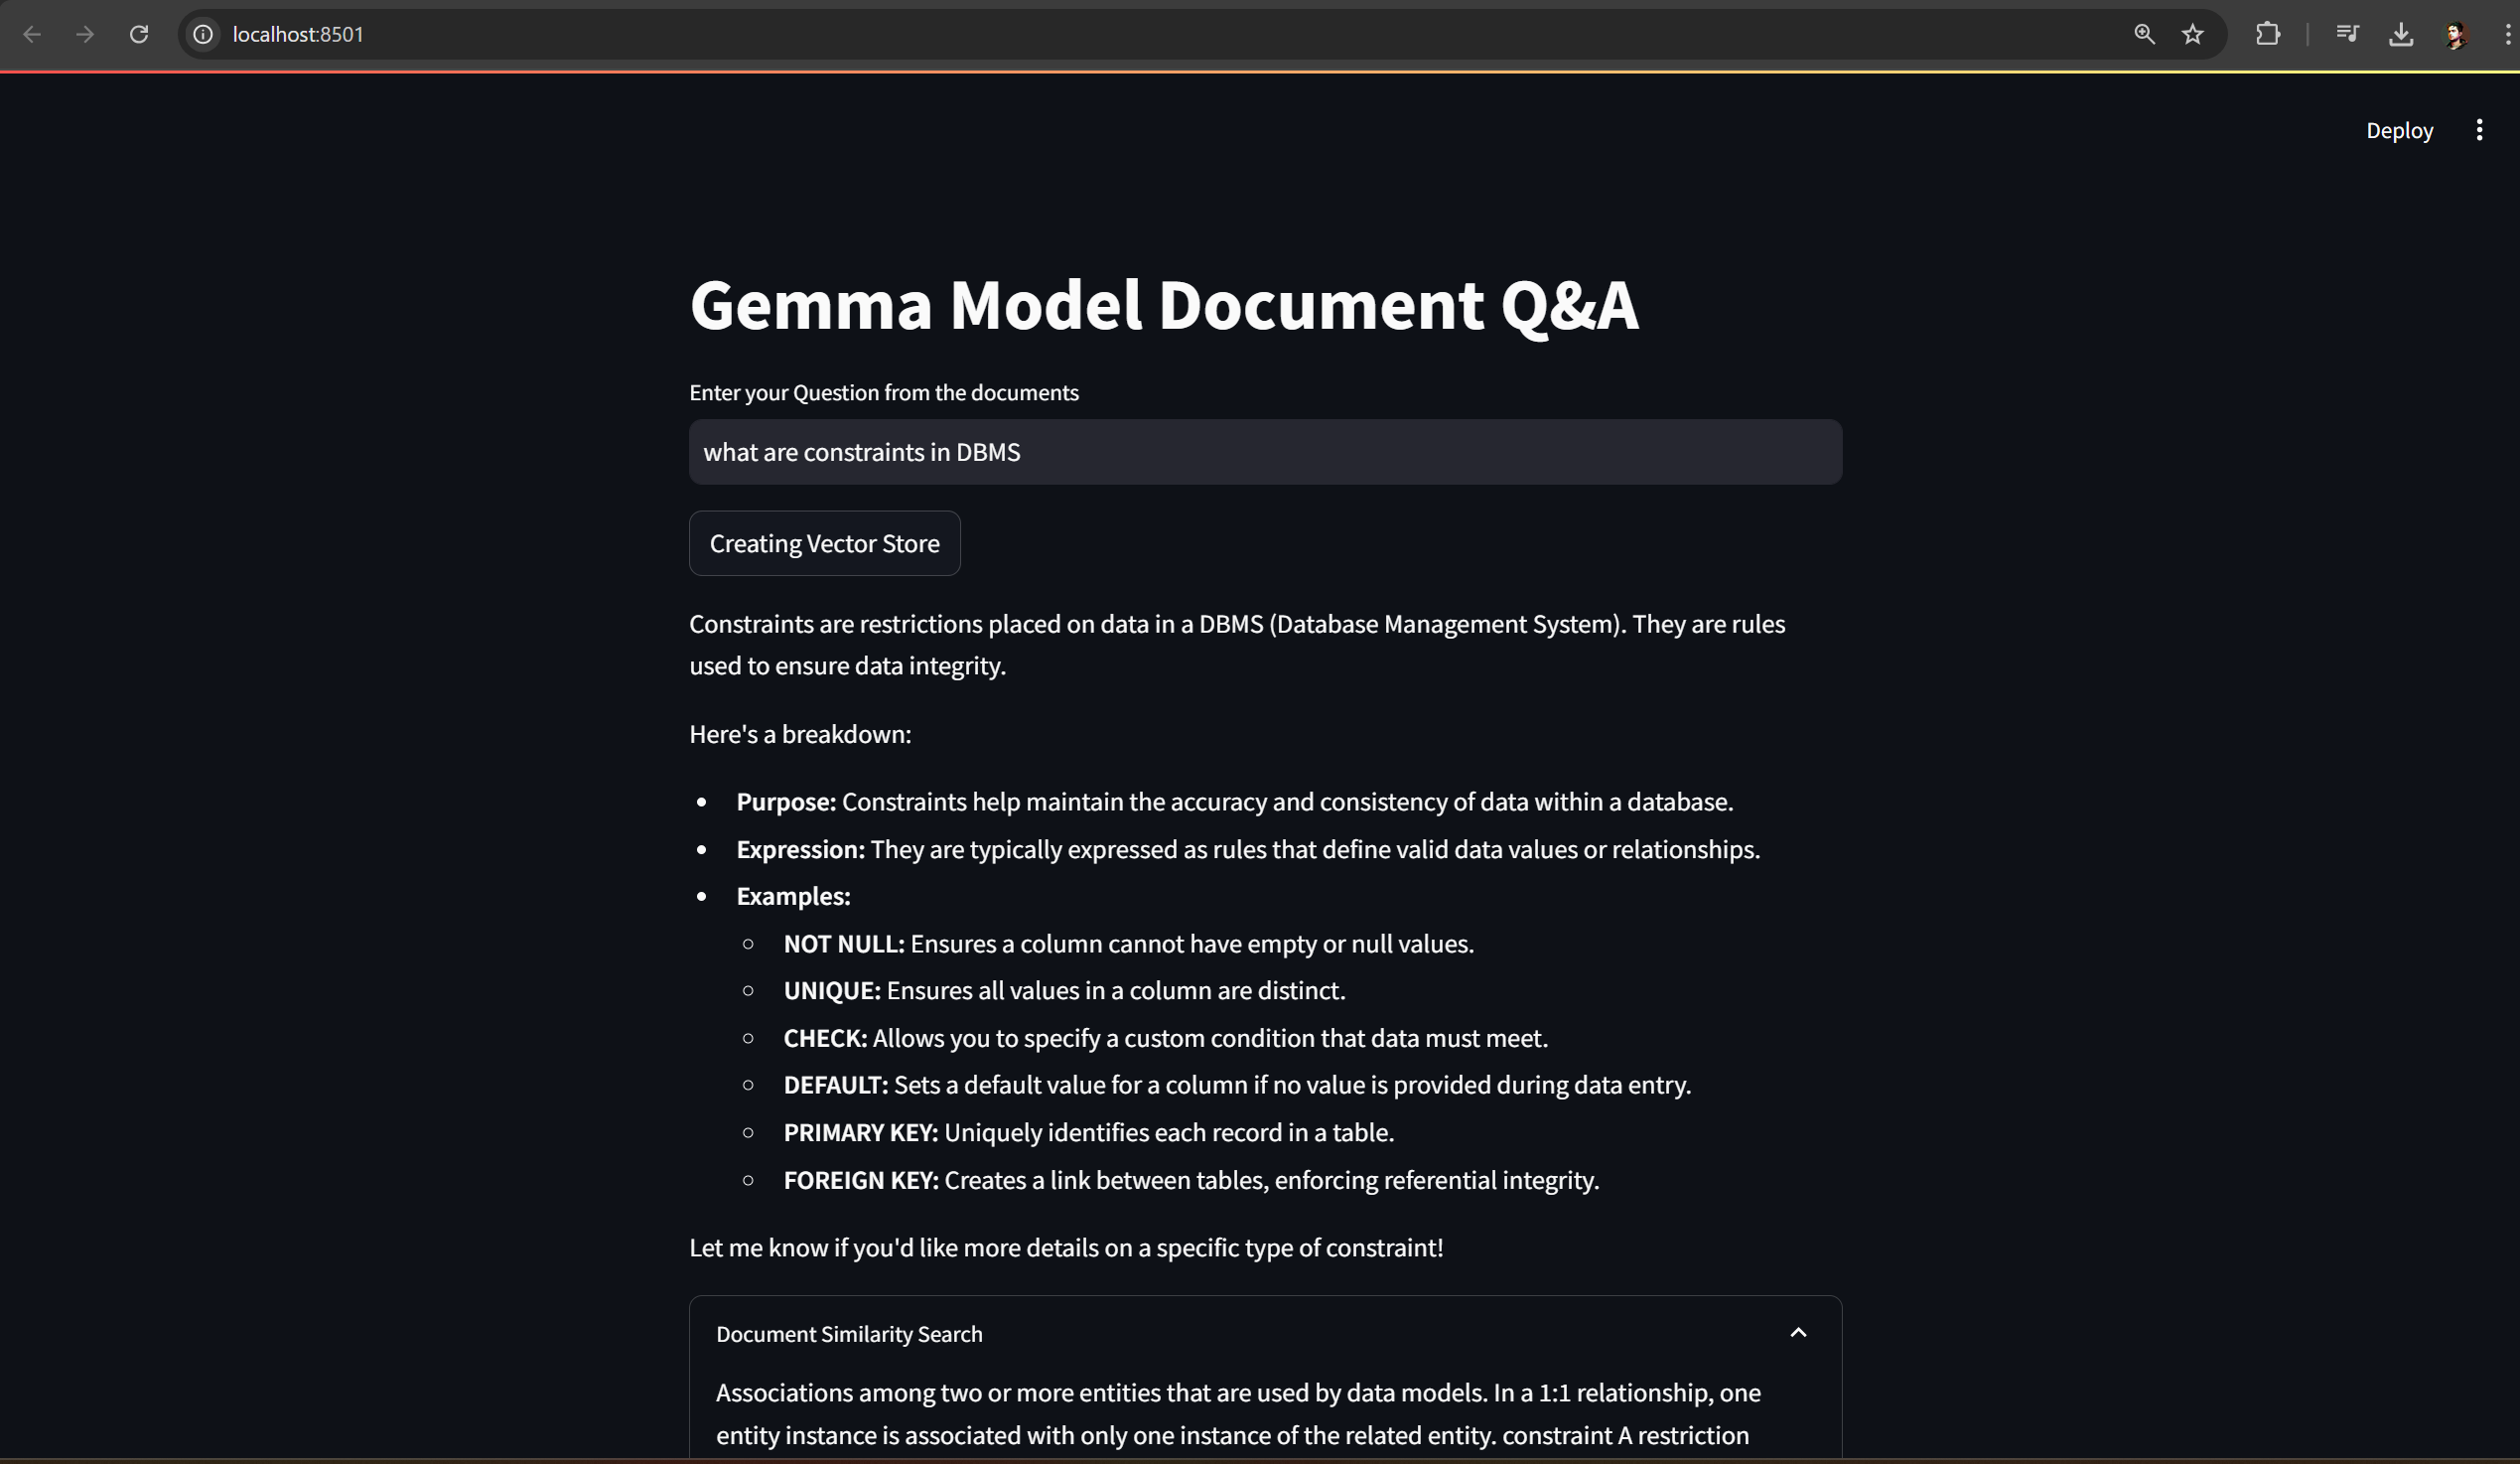 localhost:8501
Deploy
Gemma Model Document Q&A
Enter your Question from the documents
what are constraints in DBMS
Creating Vector Store
Constraints are restrictions placed on data in a DBMS (Database Management System). They are rules
used to ensure data integrity.
Here's a breakdown:
Purpose: Constraints help maintain the accuracy and consistency of data within a database.
Expression: They are typically expressed as rules that define valid data values or relationships.
Examples:
NOT NULL: Ensures a column cannot have empty or null values.
UNIQUE: Ensures all values in a column are distinct.
CHECK: Allows you to specify a custom condition that data must meet.
DEFAULT: Sets a default value for a column if no value is provided during data entry.
PRIMARY KEY: Uniquely identifies each record in a table.
FOREIGN KEY: Creates a link between tables, enforcing referential integrity.
Let me know if you'd like more details on a specific type of constraint!
Document Similarity Search
Associations among two or more entities that are used by data models. In a 1:1 relationship, one
entity instance is associated with only one instance of the related entity. constraint A restriction